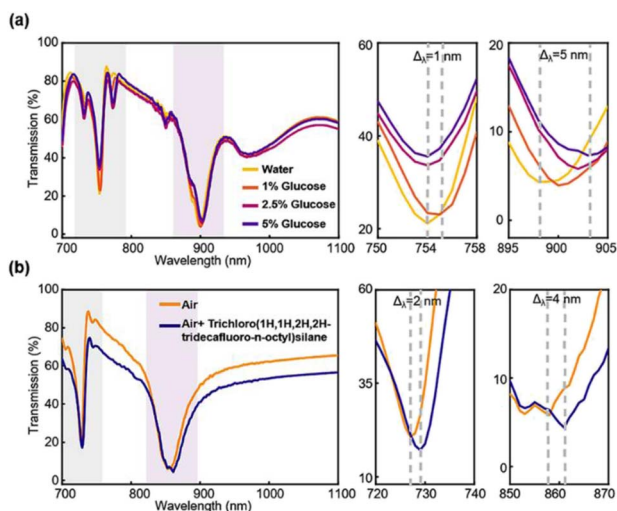 (a)
Transmission (%)
100
80
60
40
20
0
Water
1% Glucose
2.5% Glucose
5% Glucose
700 800 900 1000 1100
Wavelength (nm)
60
40
20
Δλ=1 nm
750 754 758
20
10
0
Δλ=5 nm
895 900 905
(b)
Transmission (%)
100
80
60
40
20
0
Air
Air+ Trichloro(1H,1H,2H,2H-
tridecafluoro-n-octyl)silane
700 800 900 1000 1100
Wavelength (nm)
60
35
10
Δλ=2 nm
720 730 740
20
10
0
Δλ=4 nm
850 860 870